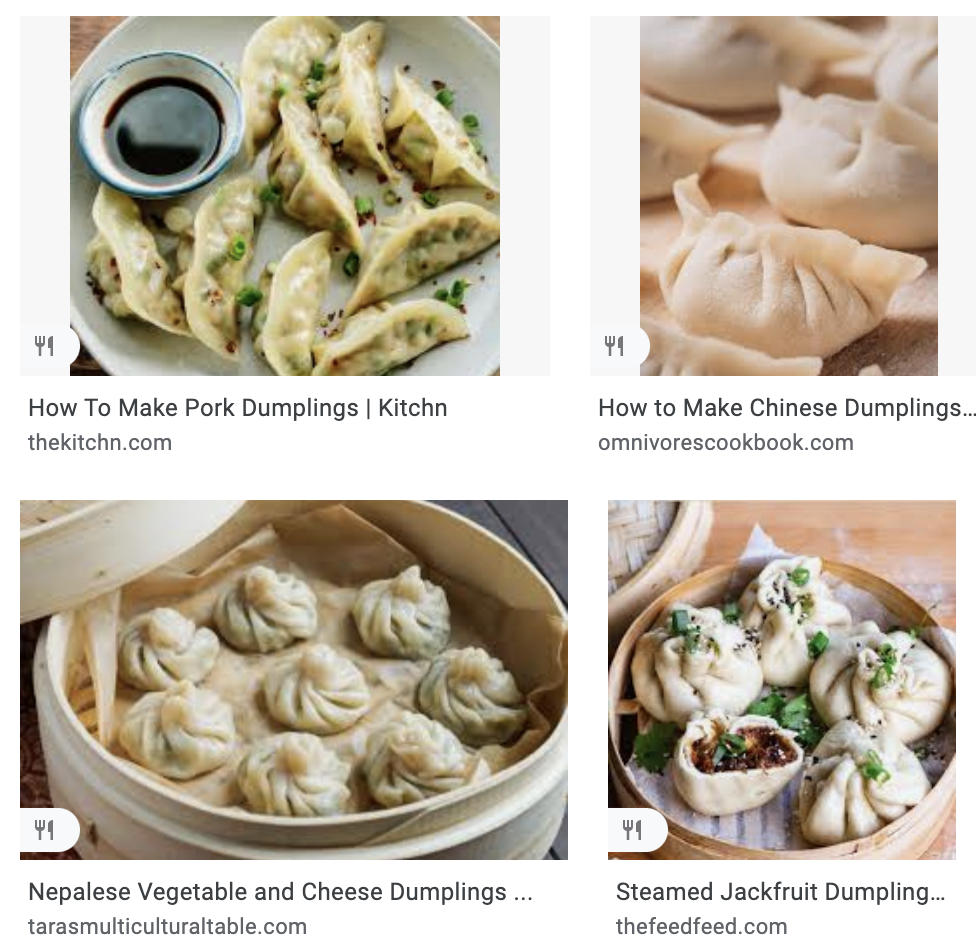 How To Make Pork Dumplings | Kitchn
thekitchn.com
How to Make Chinese Dumplings...
omnivorescookbook.com
Nepalese Vegetable and Cheese Dumplings ...
tarasmulticulturaltable.com
Steamed Jackfruit Dumpling...
thefeedfeed.com